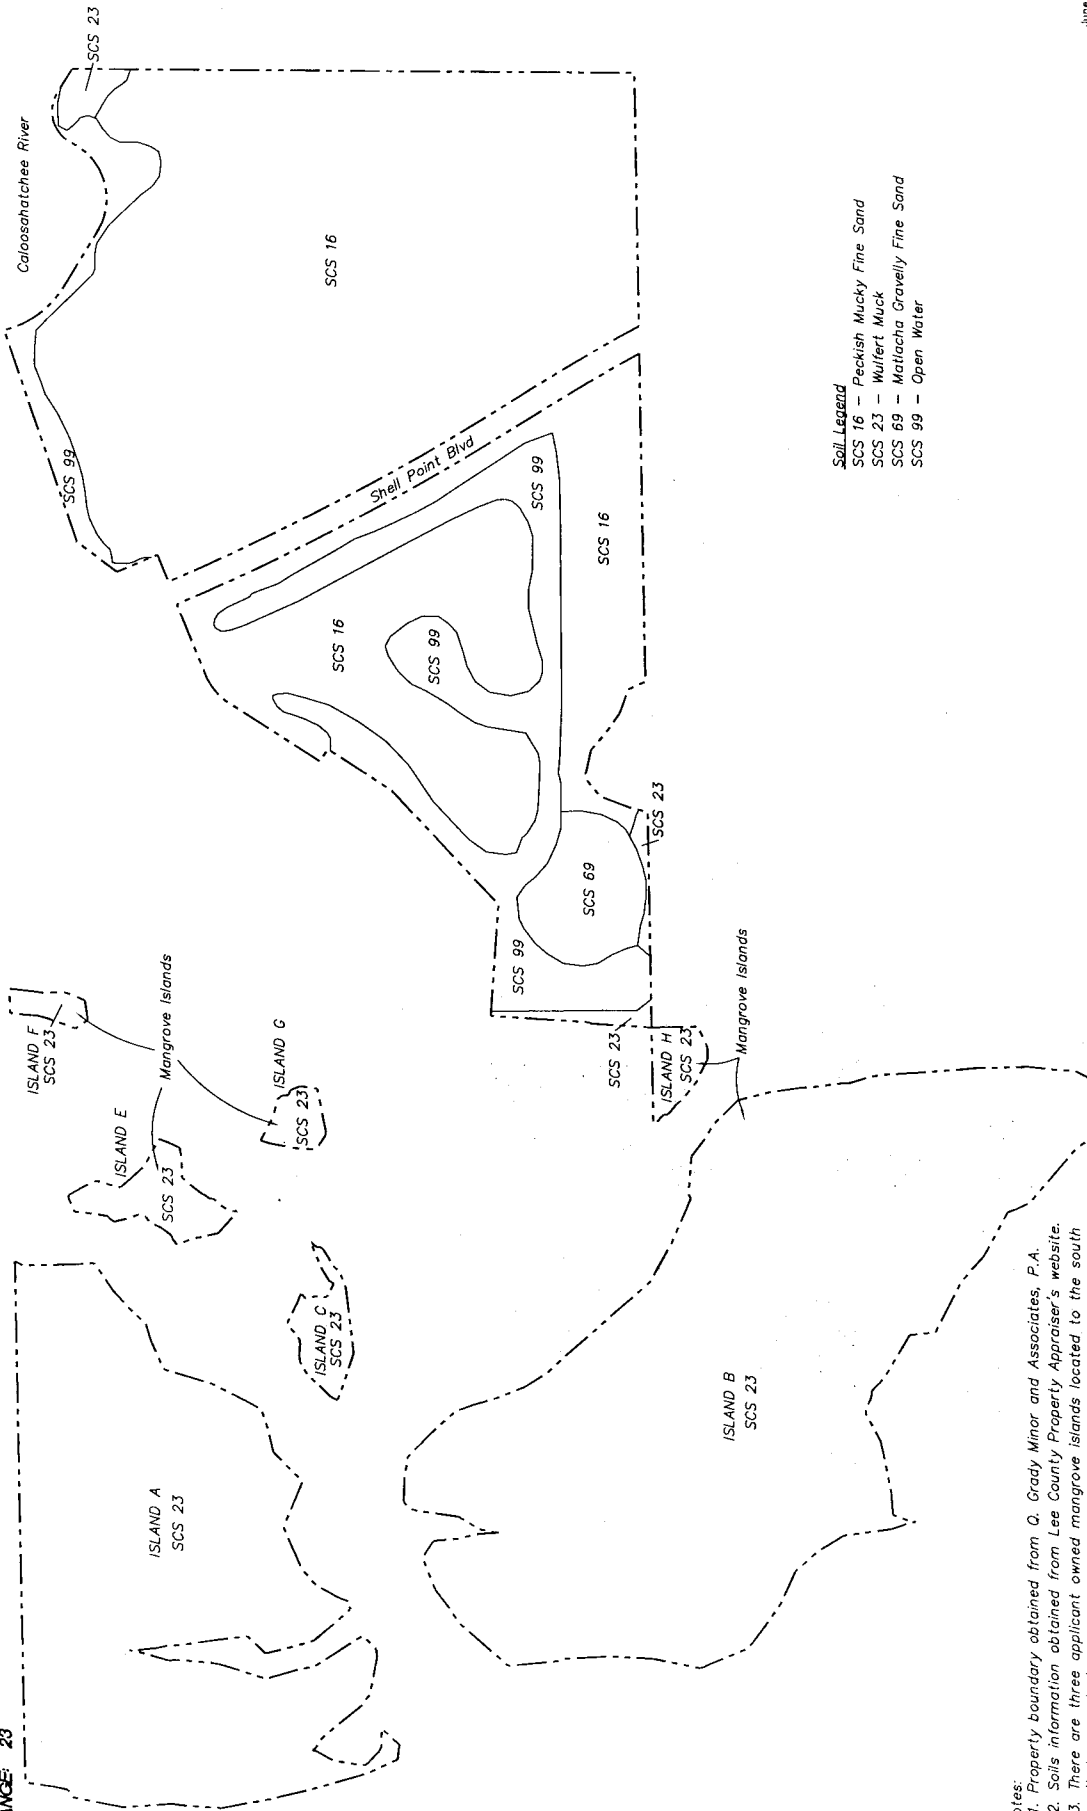 RANGE: 23
Caloosahatchee River
SCS 23
SCS 16
SCS 99
Shell Point Blvd
SCS 99
SCS 16
SCS 16
SCS 99
SCS 23
SCS 69
SCS 99
SCS 23
ISLAND H
SCS 23
Mangrove Islands
ISLAND F
SCS 23
Mangrove Islands
ISLAND G
SCS 23
ISLAND E
SCS 23
ISLAND C
SCS 23
ISLAND A
SCS 23
ISLAND B
SCS 23
Soil Legend
SCS 16 - Peckish Mucky Fine Sand
SCS 23 - Wulfert Muck
SCS 69 - Matlacha Gravelly Fine Sand
SCS 99 - Open Water
Notes:
1. Property boundary obtained from Q. Grady Minor and Associates, P.A.
2. Soils information obtained from Lee County Property Appraiser's website.
3. There are three applicant owned mangrove islands located to the south
June